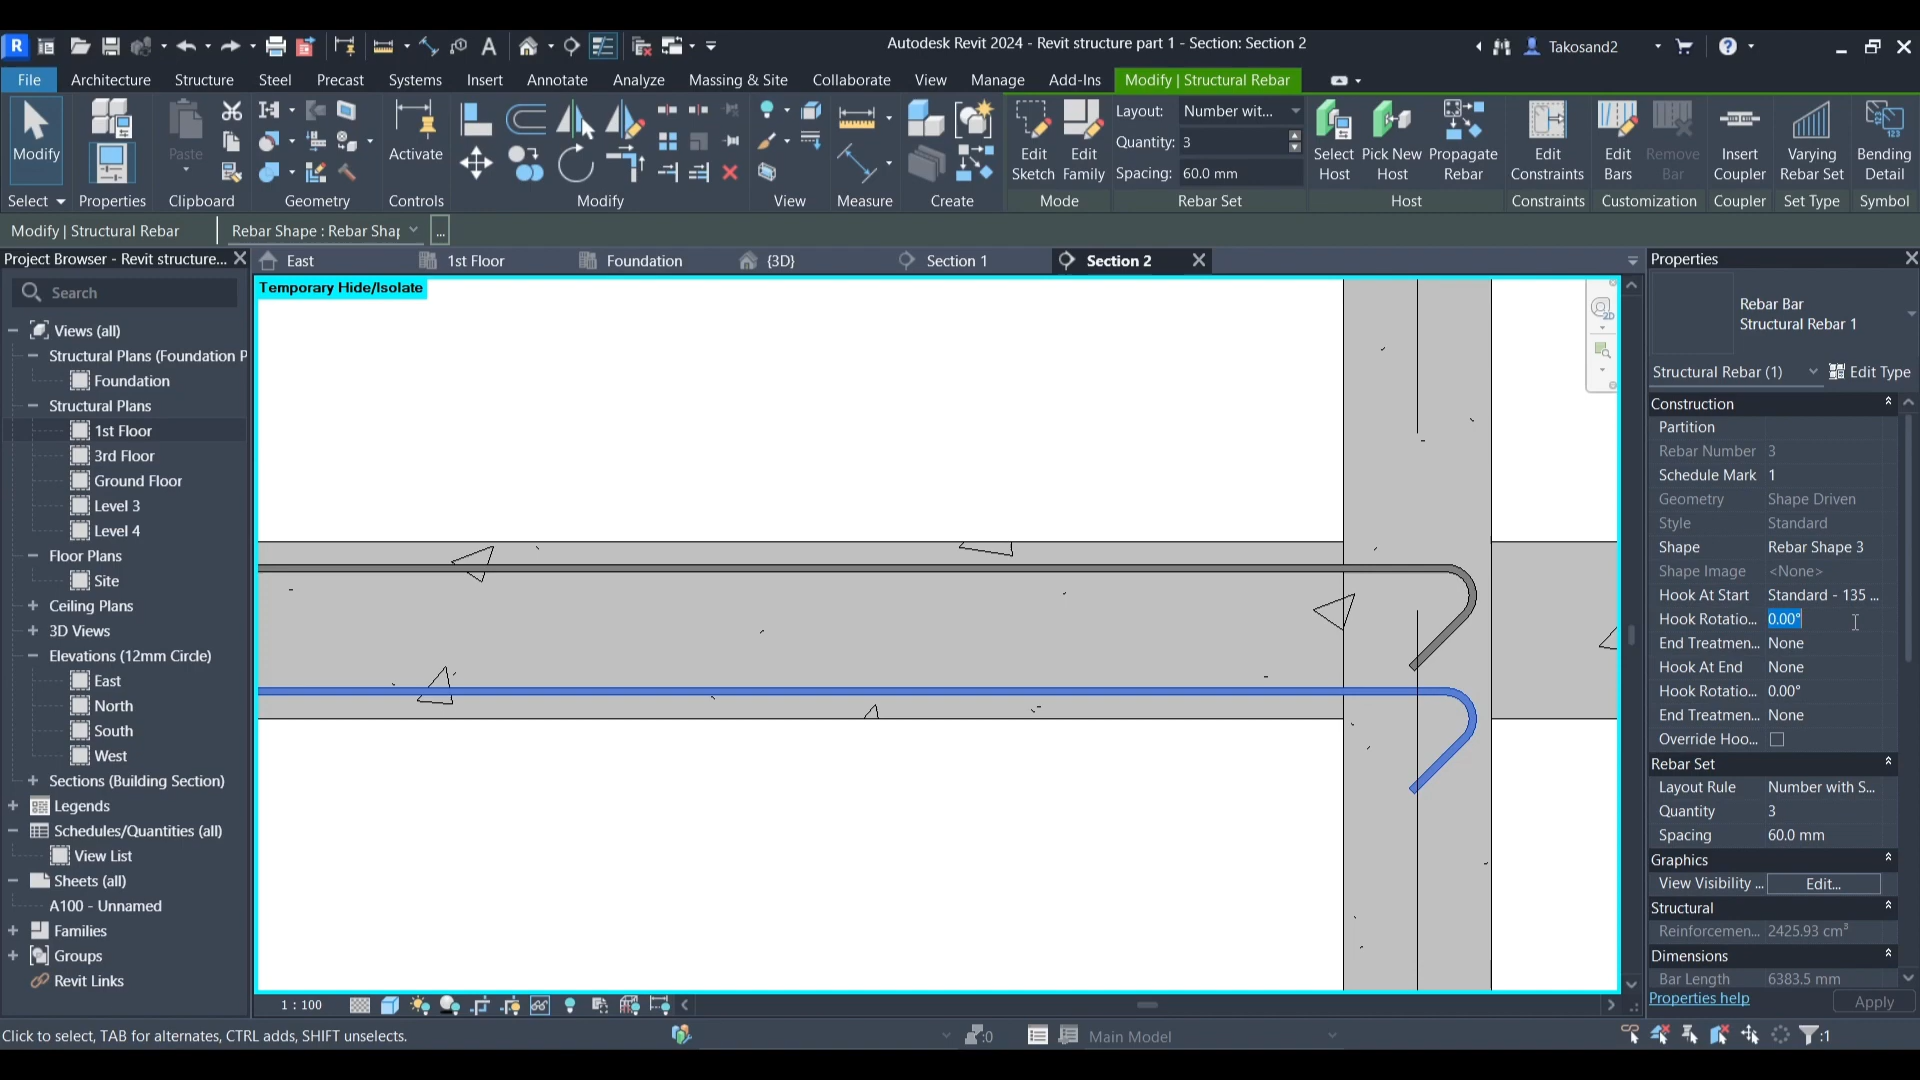 Autodesk Revit 2024 - Revit structure part 1 - Section: Section 2
Takosand2
File Architecture Structure Steel Precast Systems Insert Annotate Analyze Massing & Site Collaborate View Manage Add-Ins Modify | Structural Rebar
Modify
Paste
Activate
Edit Sketch
Edit Family
Layout: Number wit...
Quantity: 3
Spacing: 60.0 mm
Select Host
Pick New Host
Propagate Rebar
Edit Constraints
Edit Bars
Remove Bar
Insert Coupler
Varying Rebar Set
Bending Detail
Select Properties Clipboard Geometry Controls Modify View Measure Create Mode Rebar Set Host Constraints Customization Coupler Set Type Symbol
Modify | Structural Rebar
Rebar Shape : Rebar Shap
...
Project Browser - Revit structure...
Search
Views (all)
Structural Plans (Foundation P
Foundation
Structural Plans
1st Floor
3rd Floor
Ground Floor
Level 3
Level 4
Floor Plans
Site
Ceiling Plans
3D Views
Elevations (12mm Circle)
East
North
South
West
Sections (Building Section)
Legends
Schedules/Quantities (all)
View List
Sheets (all)
A100 - Unnamed
Families
Groups
Revit Links
East
1st Floor
Foundation
{3D}
Section 1
Section 2
Temporary Hide/Isolate
2D
1 : 100
Properties
Rebar Bar
Structural Rebar 1
Structural Rebar (1)
Edit Type
Construction
Partition
Rebar Number 3
Schedule Mark 1
Geometry Shape Driven
Style Standard
Shape Rebar Shape 3
Shape Image <None>
Hook At Start Standard - 135 ...
Hook Rotatio... 0.00°
End Treatmen... None
Hook At End None
Hook Rotatio... 0.00°
End Treatmen... None
Override Hoo...
Rebar Set
Layout Rule Number with S...
Quantity 3
Spacing 60.0 mm
Graphics
View Visibility ... Edit...
Structural
Reinforcemen... 2425.93 cm³
Dimensions
Bar Length 6383.5 mm
Properties help
Apply
Click to select, TAB for alternates, CTRL adds, SHIFT unselects.
:0
Main Model
:1